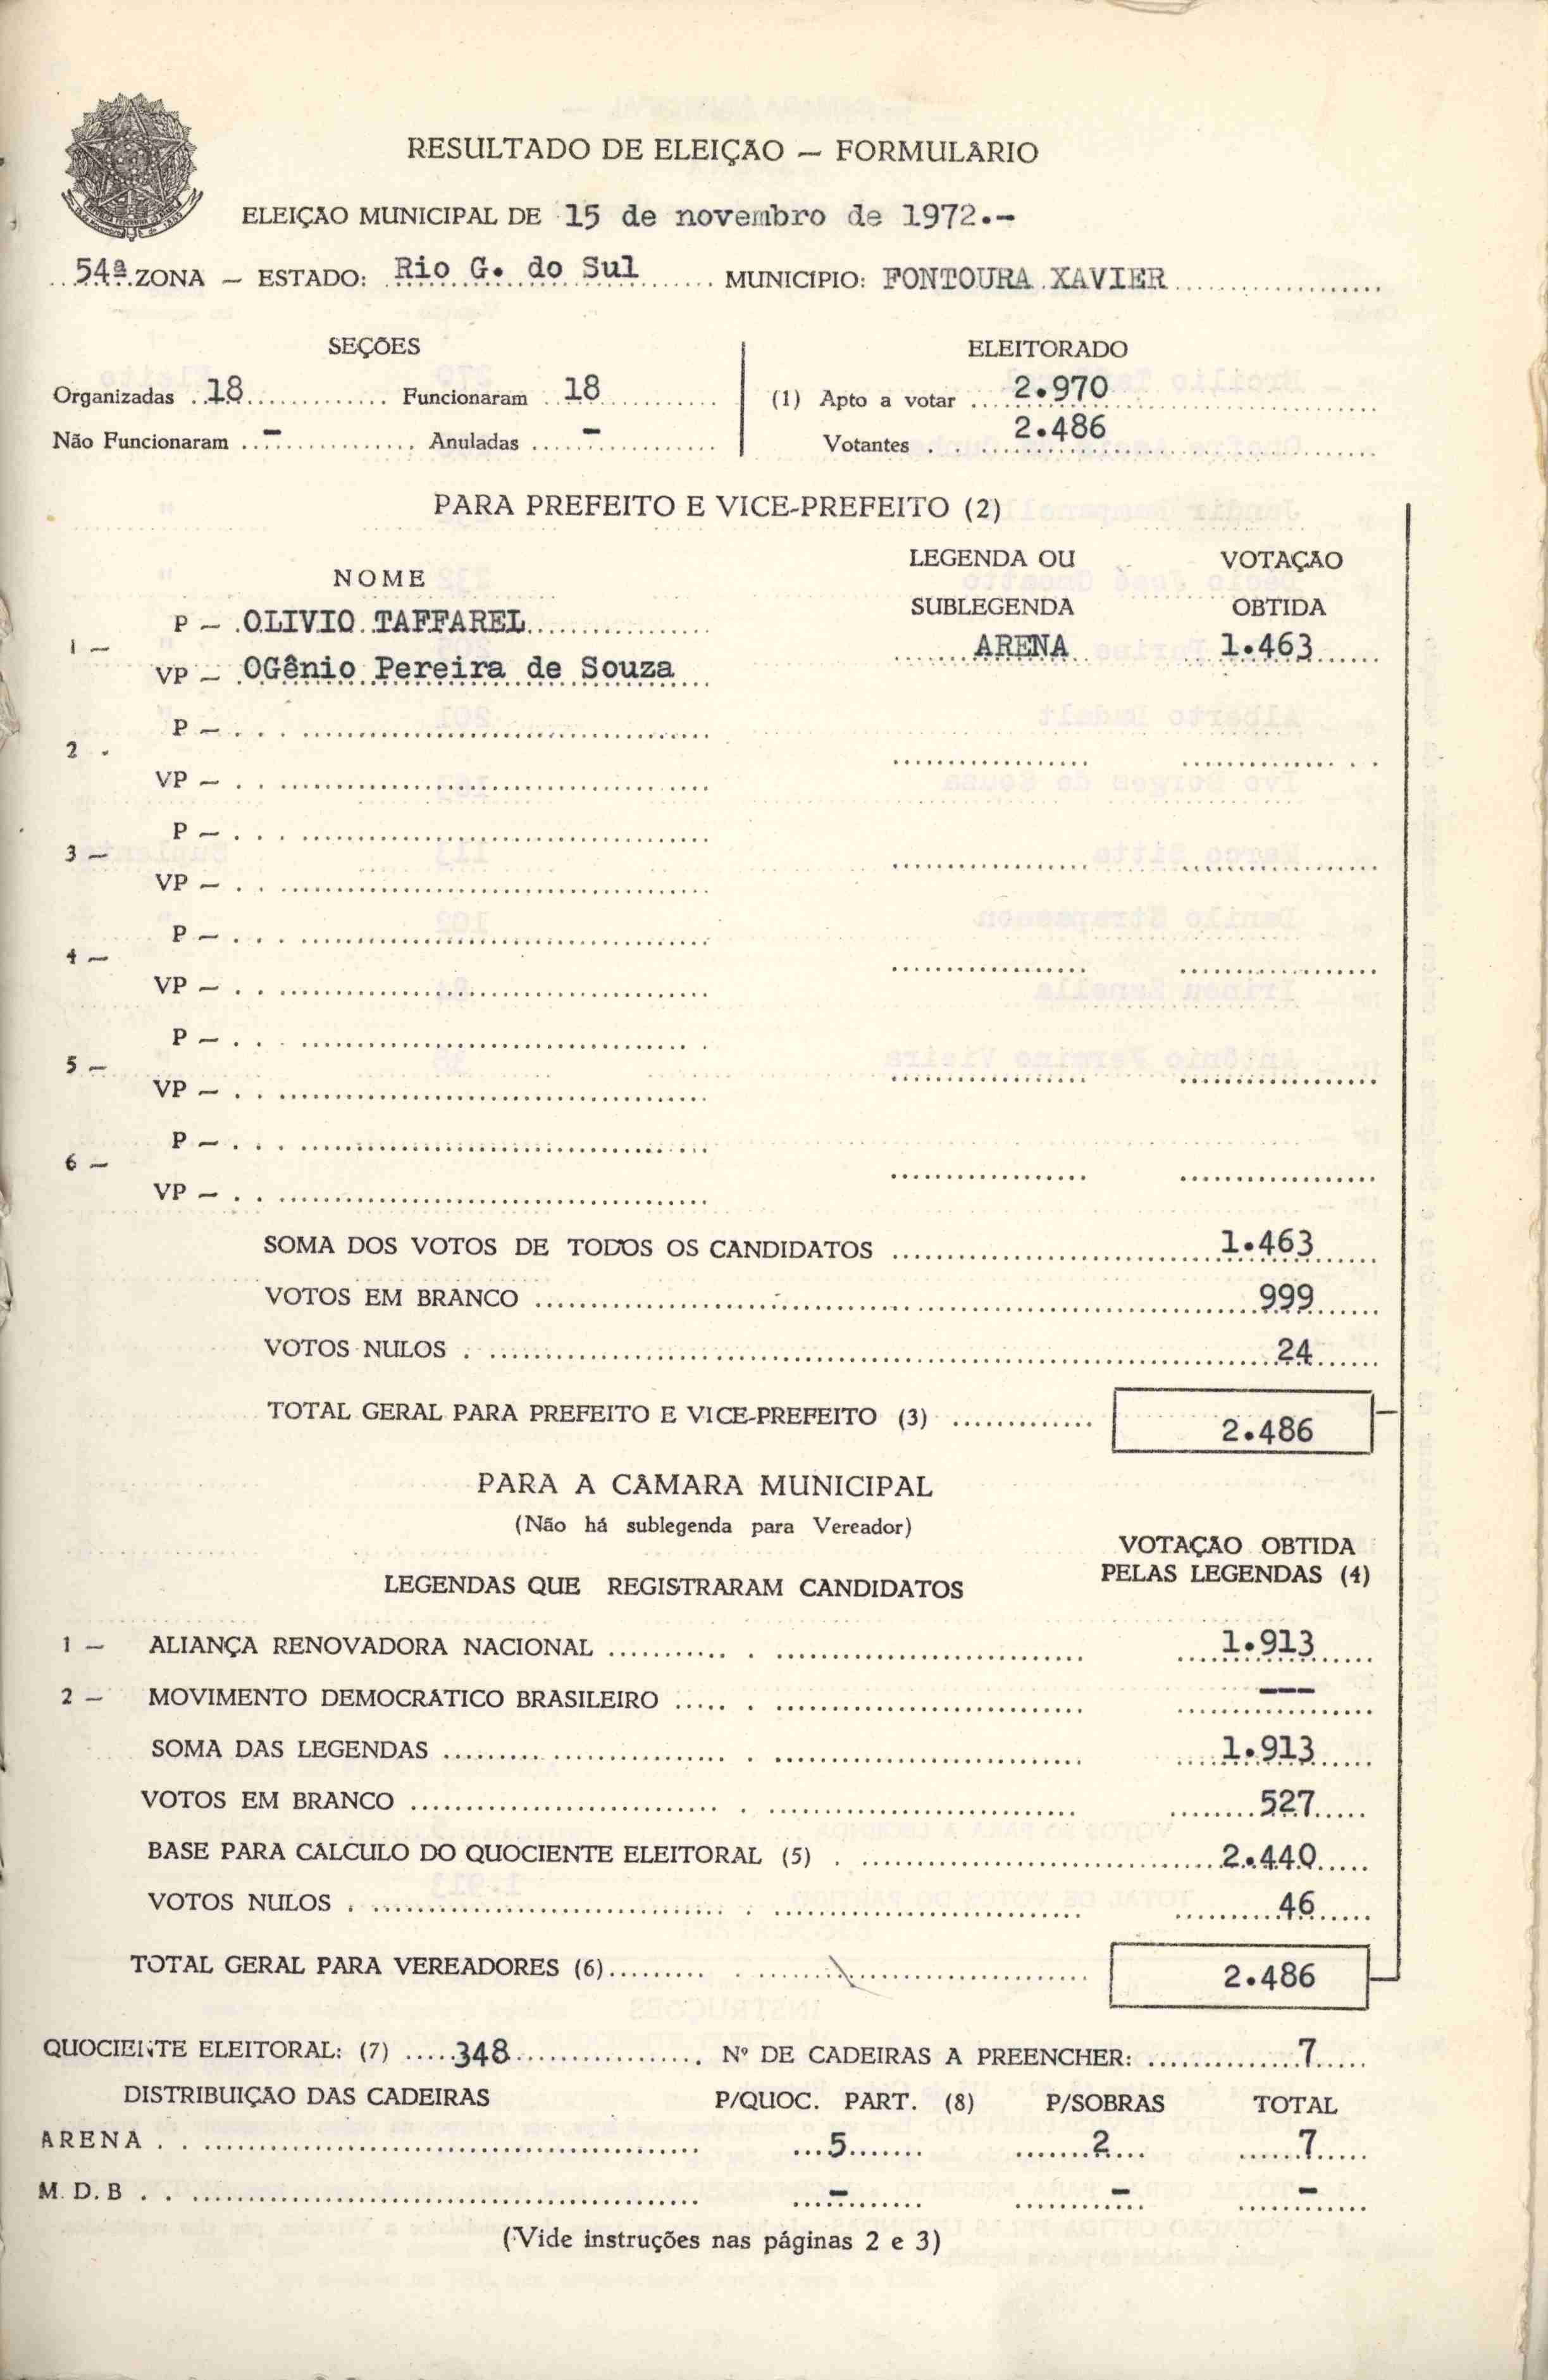 RESULTADO DE ELEIÇÃO — FORMULÁRIO
ELEIÇÃO MUNICIPAL DE 15 de novembro de 1972.-
54ª ZONA — ESTADO: Rio G. do Sul MUNICÍPIO: FONTOURA XAVIER
SEÇÕES ELEITORADO
Organizadas 18 Funcionaram 18 (1) Apto a votar 2.970
Não Funcionaram - Anuladas - Votantes 2.486
PARA PREFEITO E VICE-PREFEITO (2)
NOME LEGENDA OU SUBLEGENDA VOTAÇÃO OBTIDA
1 — P — OLIVIO TAFFAREL ARENA 1.463
VP — OGênio Pereira de Souza
2 - P —
VP —
3 — P —
VP —
4 — P —
VP —
5 — P —
VP —
6 — P —
VP —
SOMA DOS VOTOS DE TODOS OS CANDIDATOS 1.463
VOTOS EM BRANCO 999
VOTOS NULOS 24
TOTAL GERAL PARA PREFEITO E VICE-PREFEITO (3) 2.486
PARA A CÂMARA MUNICIPAL
(Não há sublegenda para Vereador)
LEGENDAS QUE REGISTRARAM CANDIDATOS VOTAÇÃO OBTIDA PELAS LEGENDAS (4)
1 — ALIANÇA RENOVADORA NACIONAL 1.913
2 — MOVIMENTO DEMOCRÁTICO BRASILEIRO ---
SOMA DAS LEGENDAS 1.913
VOTOS EM BRANCO 527
BASE PARA CÁLCULO DO QUOCIENTE ELEITORAL (5) 2.440
VOTOS NULOS 46
TOTAL GERAL PARA VEREADORES (6) 2.486
QUOCIENTE ELEITORAL: (7) 348 Nº DE CADEIRAS A PREENCHER: 7
DISTRIBUIÇÃO DAS CADEIRAS P/QUOC. PART. (8) P/SOBRAS TOTAL
ARENA 5 2 7
M.D.B - - -
(Vide instruções nas páginas 2 e 3)